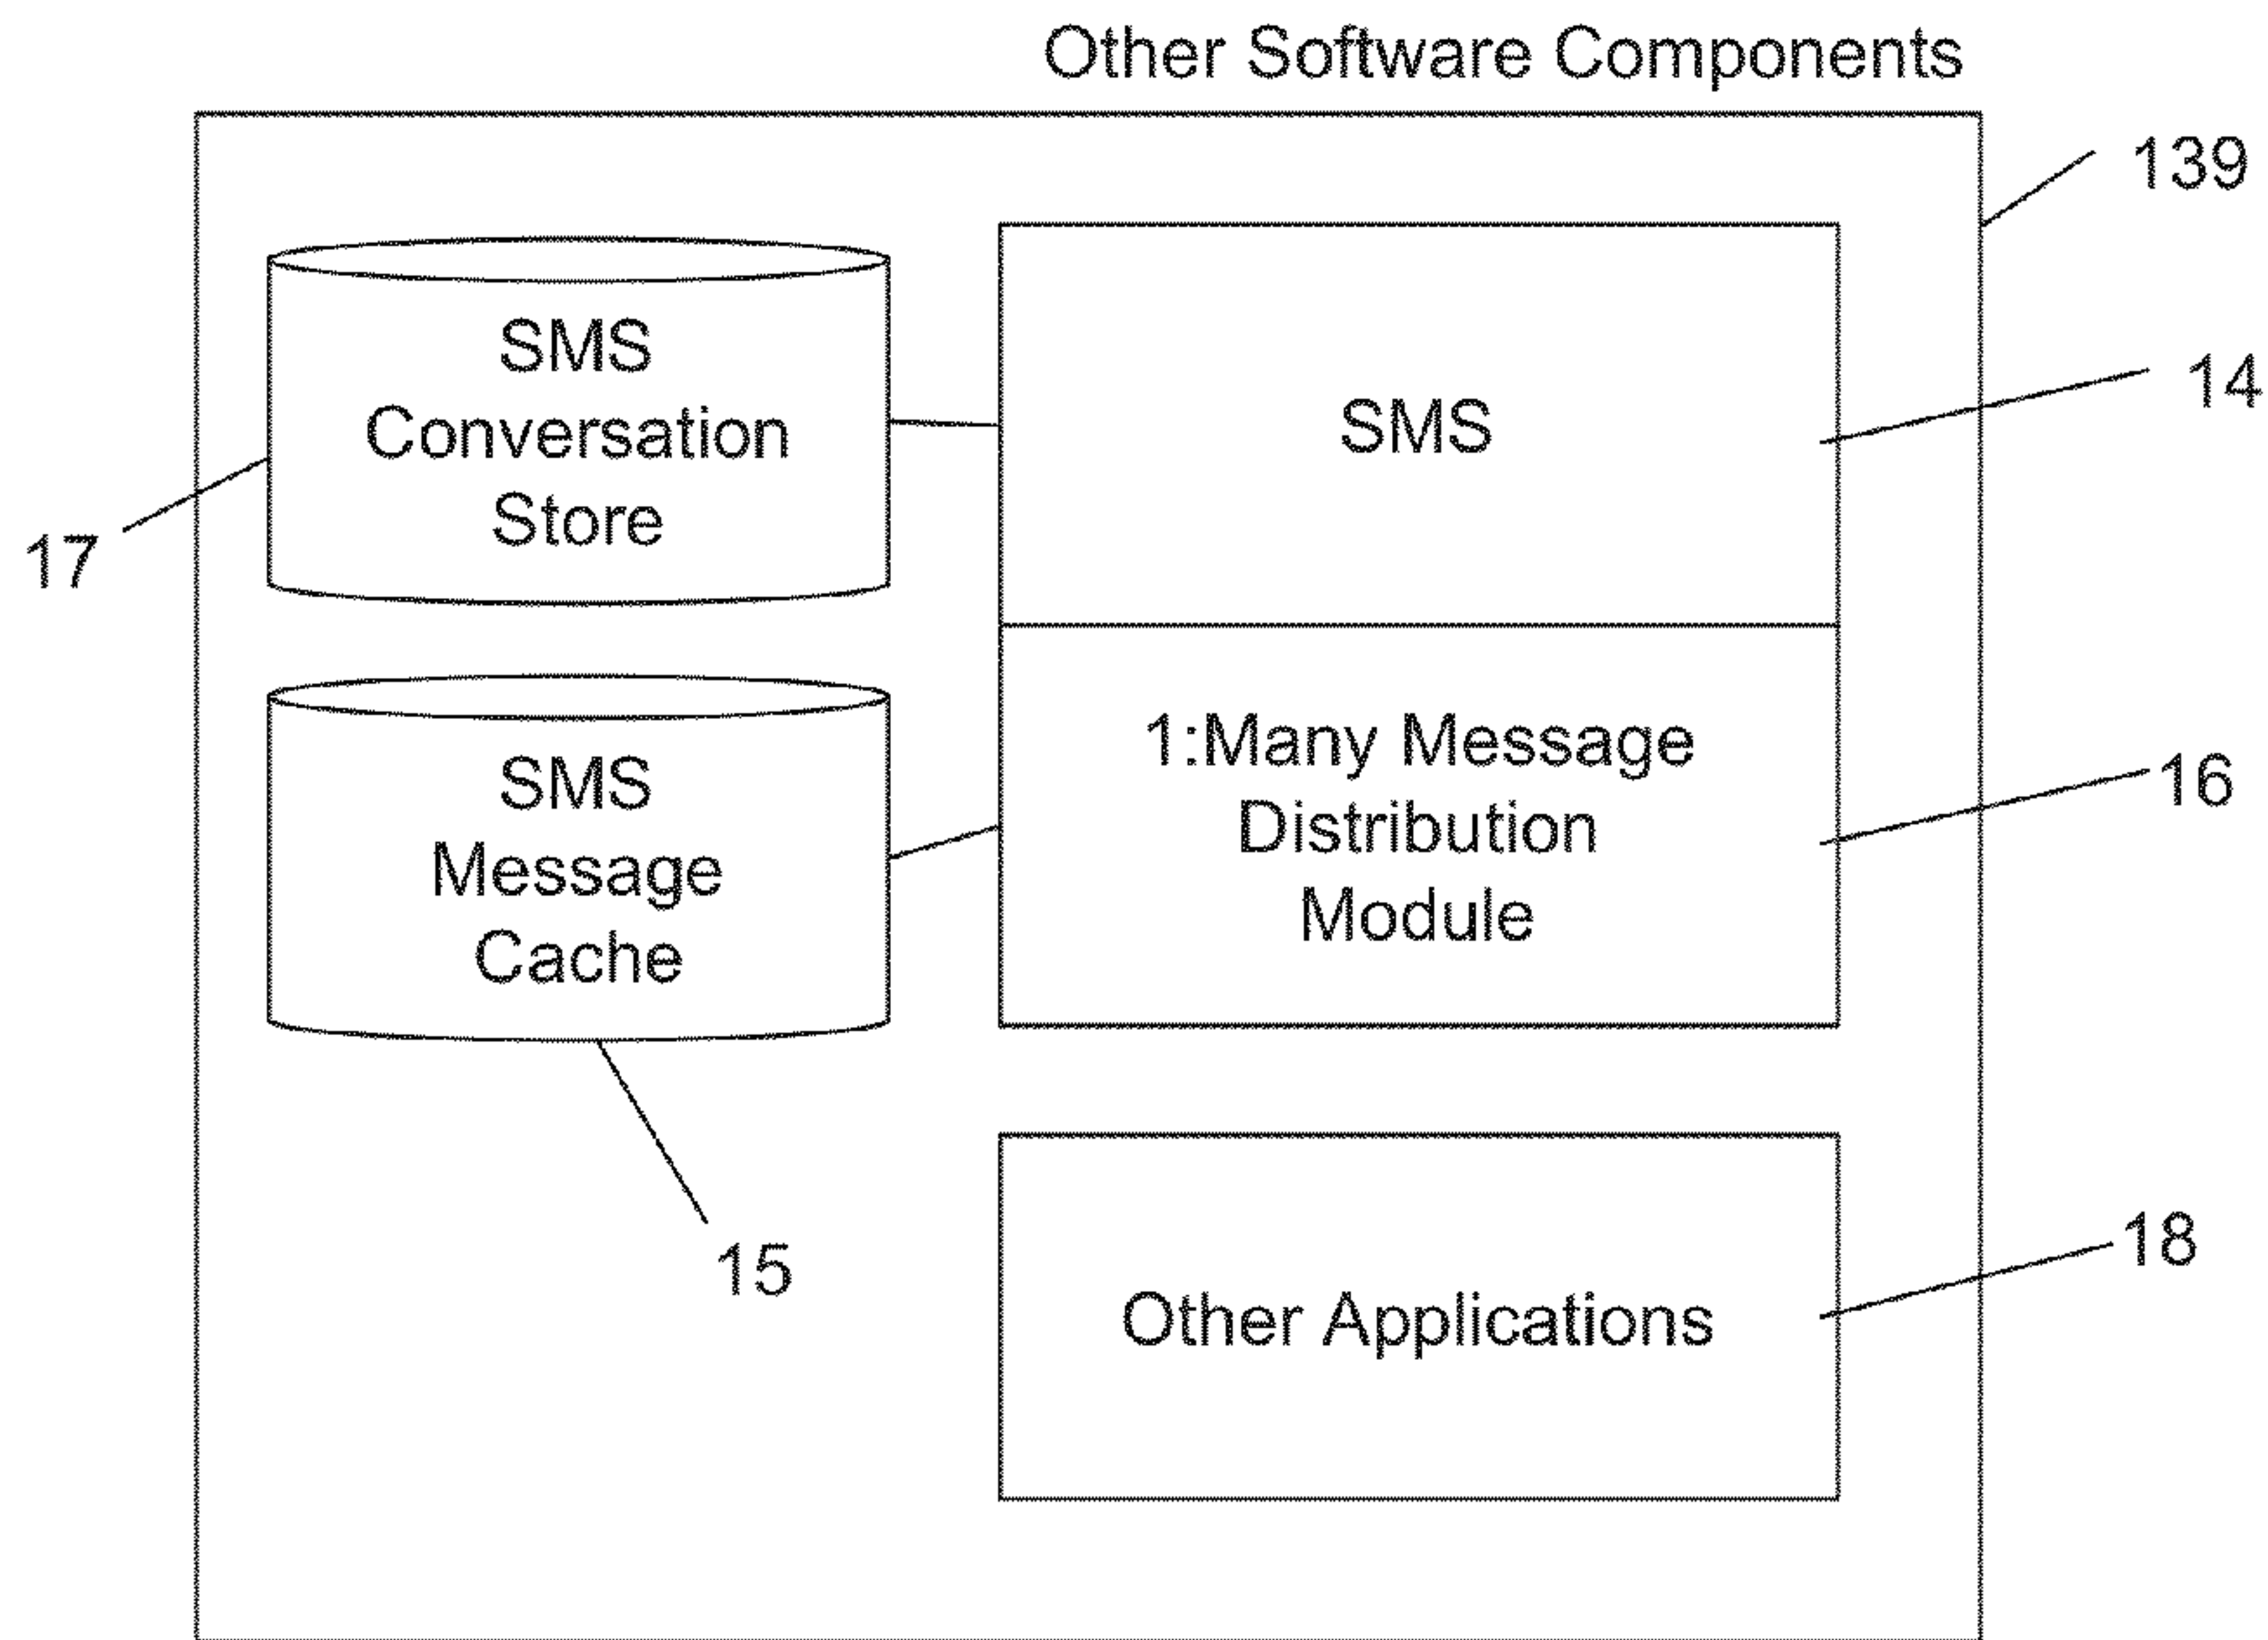 Other Software Components
139
SMS
Conversation
Store
17
SMS
14
SMS
Message
Cache
15
1:Many Message
Distribution
Module
16
Other Applications
18